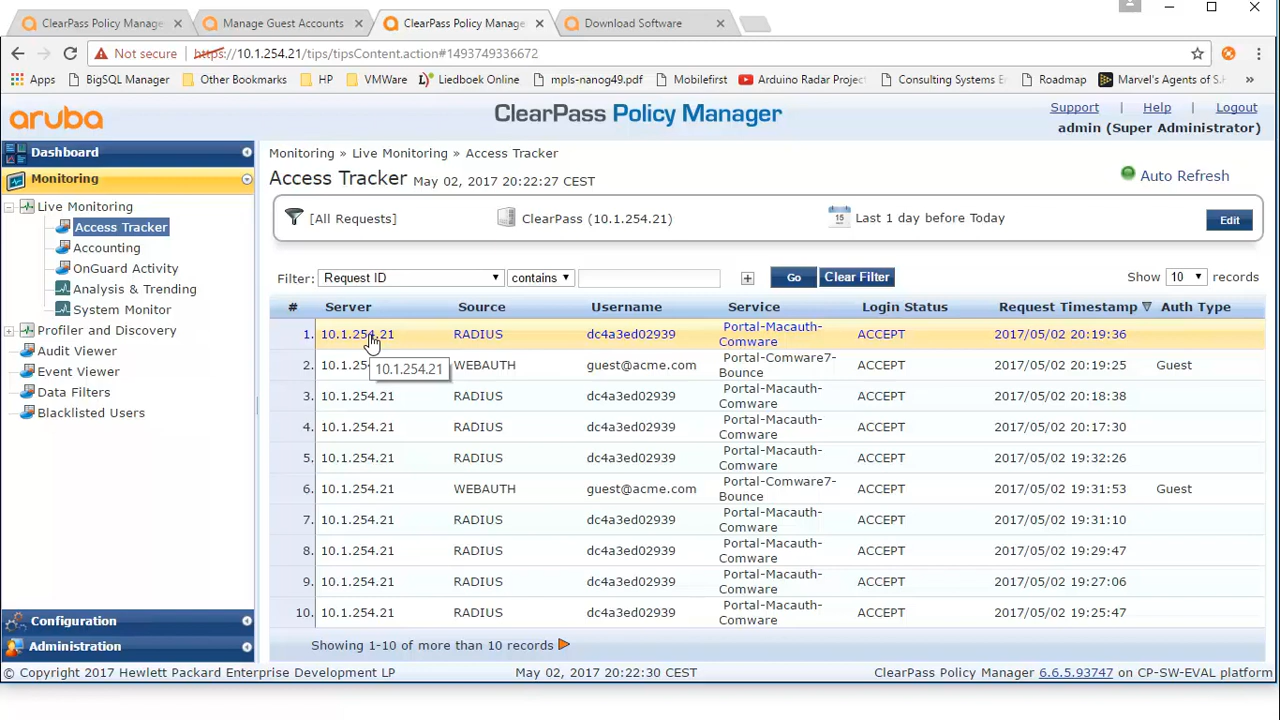 ClearPass Policy Manage
Manage Guest Accounts
ClearPass Policy Manage
Download Software
Not secure https://10.1.254.21/tips/tipsContent.action#1493749336672
Apps BigSQL Manager Other Bookmarks HP VMWare Lijsboek Online mpls-nanog49.pdf Mobilefirst Arduino Radar Projec Consulting Systems E Roadmap Marvel's Agents of S.H »
aruba
ClearPass Policy Manager
Support | Help | Logout
admin (Super Administrator)
Dashboard
Monitoring
Live Monitoring
Access Tracker
Accounting
OnGuard Activity
Analysis & Trending
System Monitor
Profiler and Discovery
Audit Viewer
Event Viewer
Data Filters
Blacklisted Users
Configuration
Administration
Monitoring » Live Monitoring » Access Tracker
Access Tracker May 02, 2017 20:22:27 CEST
Auto Refresh
[All Requests] ClearPass (10.1.254.21) 15 Last 1 day before Today Edit
Filter: Request ID contains + Go Clear Filter Show 10 records
# Server Source Username Service Login Status Request Timestamp Auth Type
1. 10.1.254.21 RADIUS dc4a3ed02939 Portal-Macauth-Comware ACCEPT 2017/05/02 20:19:36
10.1.254.21
2. 10.1.25 WEBAUTH guest@acme.com Portal-Comware7-Bounce ACCEPT 2017/05/02 20:19:25 Guest
3. 10.1.254.21 RADIUS dc4a3ed02939 Portal-Macauth-Comware ACCEPT 2017/05/02 20:18:38
4. 10.1.254.21 RADIUS dc4a3ed02939 Portal-Macauth-Comware ACCEPT 2017/05/02 20:17:30
5. 10.1.254.21 RADIUS dc4a3ed02939 Portal-Macauth-Comware ACCEPT 2017/05/02 19:32:26
6. 10.1.254.21 WEBAUTH guest@acme.com Portal-Comware7-Bounce ACCEPT 2017/05/02 19:31:53 Guest
7. 10.1.254.21 RADIUS dc4a3ed02939 Portal-Macauth-Comware ACCEPT 2017/05/02 19:31:10
8. 10.1.254.21 RADIUS dc4a3ed02939 Portal-Macauth-Comware ACCEPT 2017/05/02 19:29:47
9. 10.1.254.21 RADIUS dc4a3ed02939 Portal-Macauth-Comware ACCEPT 2017/05/02 19:27:06
10. 10.1.254.21 RADIUS dc4a3ed02939 Portal-Macauth-Comware ACCEPT 2017/05/02 19:25:47
Showing 1-10 of more than 10 records
© Copyright 2017 Hewlett Packard Enterprise Development LP May 02, 2017 20:22:30 CEST ClearPass Policy Manager 6.6.5.93747 on CP-SW-EVAL platform